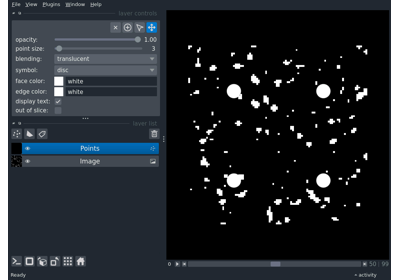 File View Plugins Window Help
layer controls
opacity: 1.00
point size: 3
blending: translucent
symbol: disc
face color: white
edge color: white
display text:
out of slice:
layer list
Points
Image
50 99
Ready activity